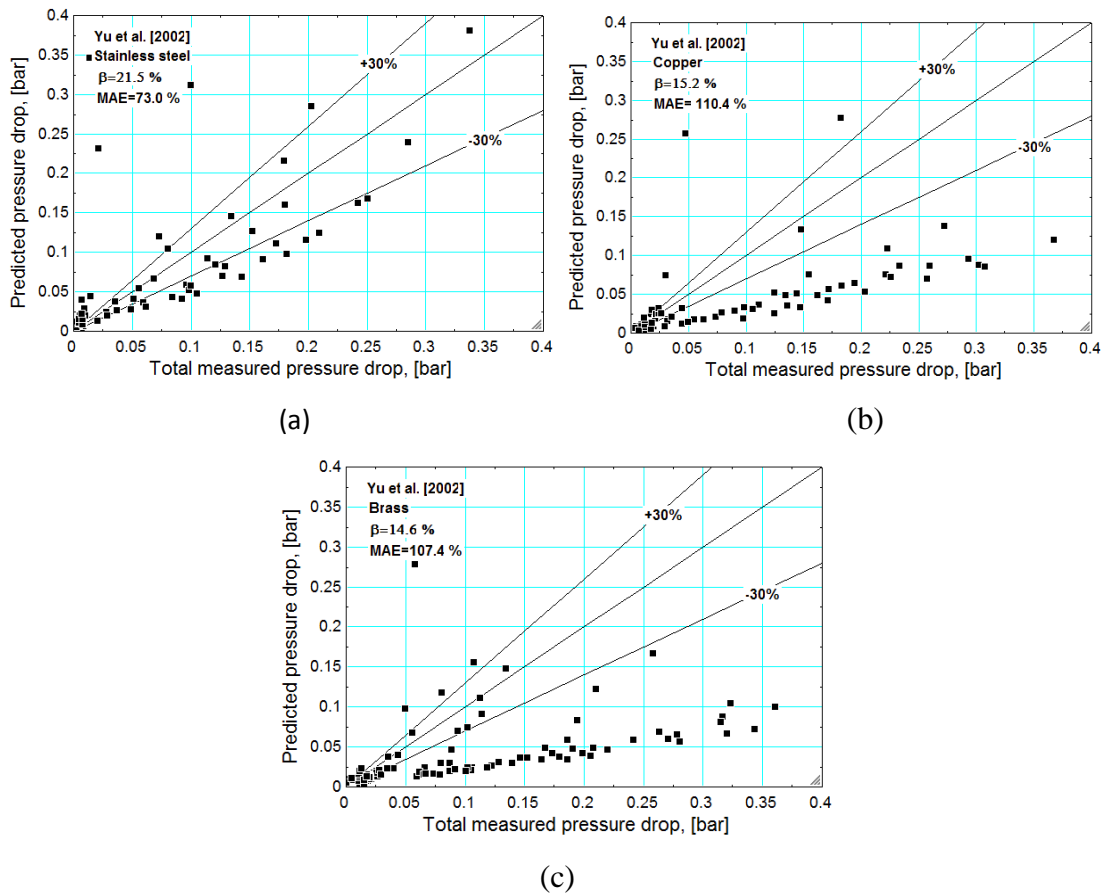 Yu et al. [2002]
Stainless steel
β=21.5 %
MAE=73.0 %
+30%
-30%
0.4
0.35
0.3
0.25
0.2
0.15
0.1
0.05
0
0 0.05 0.1 0.15 0.2 0.25 0.3 0.35 0.4
Predicted pressure drop, [bar]
Total measured pressure drop, [bar]
(a)
Yu et al. [2002]
Copper
β=15.2 %
MAE= 110.4 %
+30%
-30%
0.4
0.35
0.3
0.25
0.2
0.15
0.1
0.05
0
0 0.05 0.1 0.15 0.2 0.25 0.3 0.35 0.4
Predicted pressure drop, [bar]
Total measured pressure drop, [bar]
(b)
Yu et al. [2002]
Brass
β=14.6 %
MAE=107.4 %
+30%
-30%
0.4
0.35
0.3
0.25
0.2
0.15
0.1
0.05
0
0 0.05 0.1 0.15 0.2 0.25 0.3 0.35 0.4
Predicted pressure drop, [bar]
Total measured pressure drop, [bar]
(c)